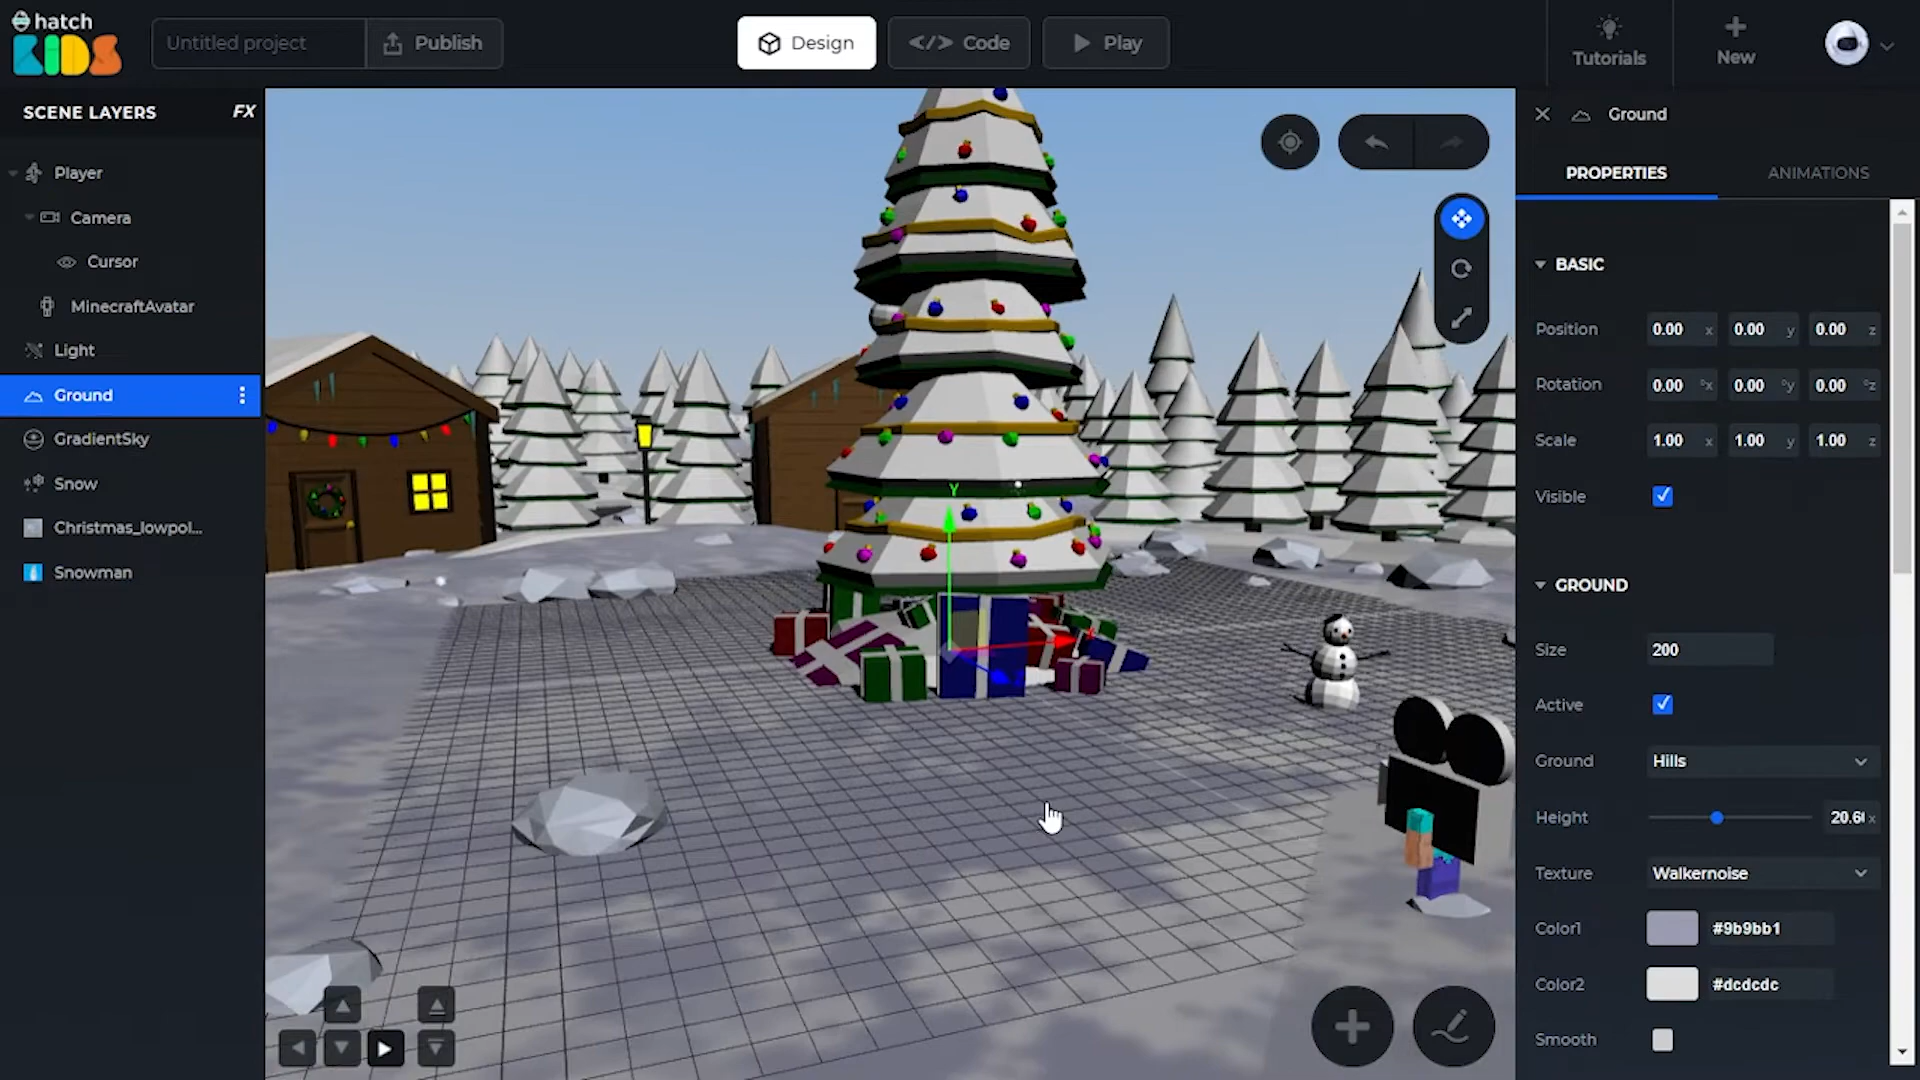 hatch
KIDS
Untitled project
Publish
Design
</> Code
Play
Tutorials
New
SCENE LAYERS
FX
Player
Camera
Cursor
MinecraftAvatar
Light
Ground
GradientSky
Snow
Christmas_lowpol...
Snowman
Y
Ground
PROPERTIES
ANIMATIONS
BASIC
Position 0.00 x 0.00 y 0.00 z
Rotation 0.00 °x 0.00 °y 0.00 °z
Scale 1.00 x 1.00 y 1.00 z
Visible
GROUND
Size 200
Active
Ground Hills
Height 20.6 x
Texture Walkernoise
Color1 #9b9bb1
Color2 #dcdcdc
Smooth